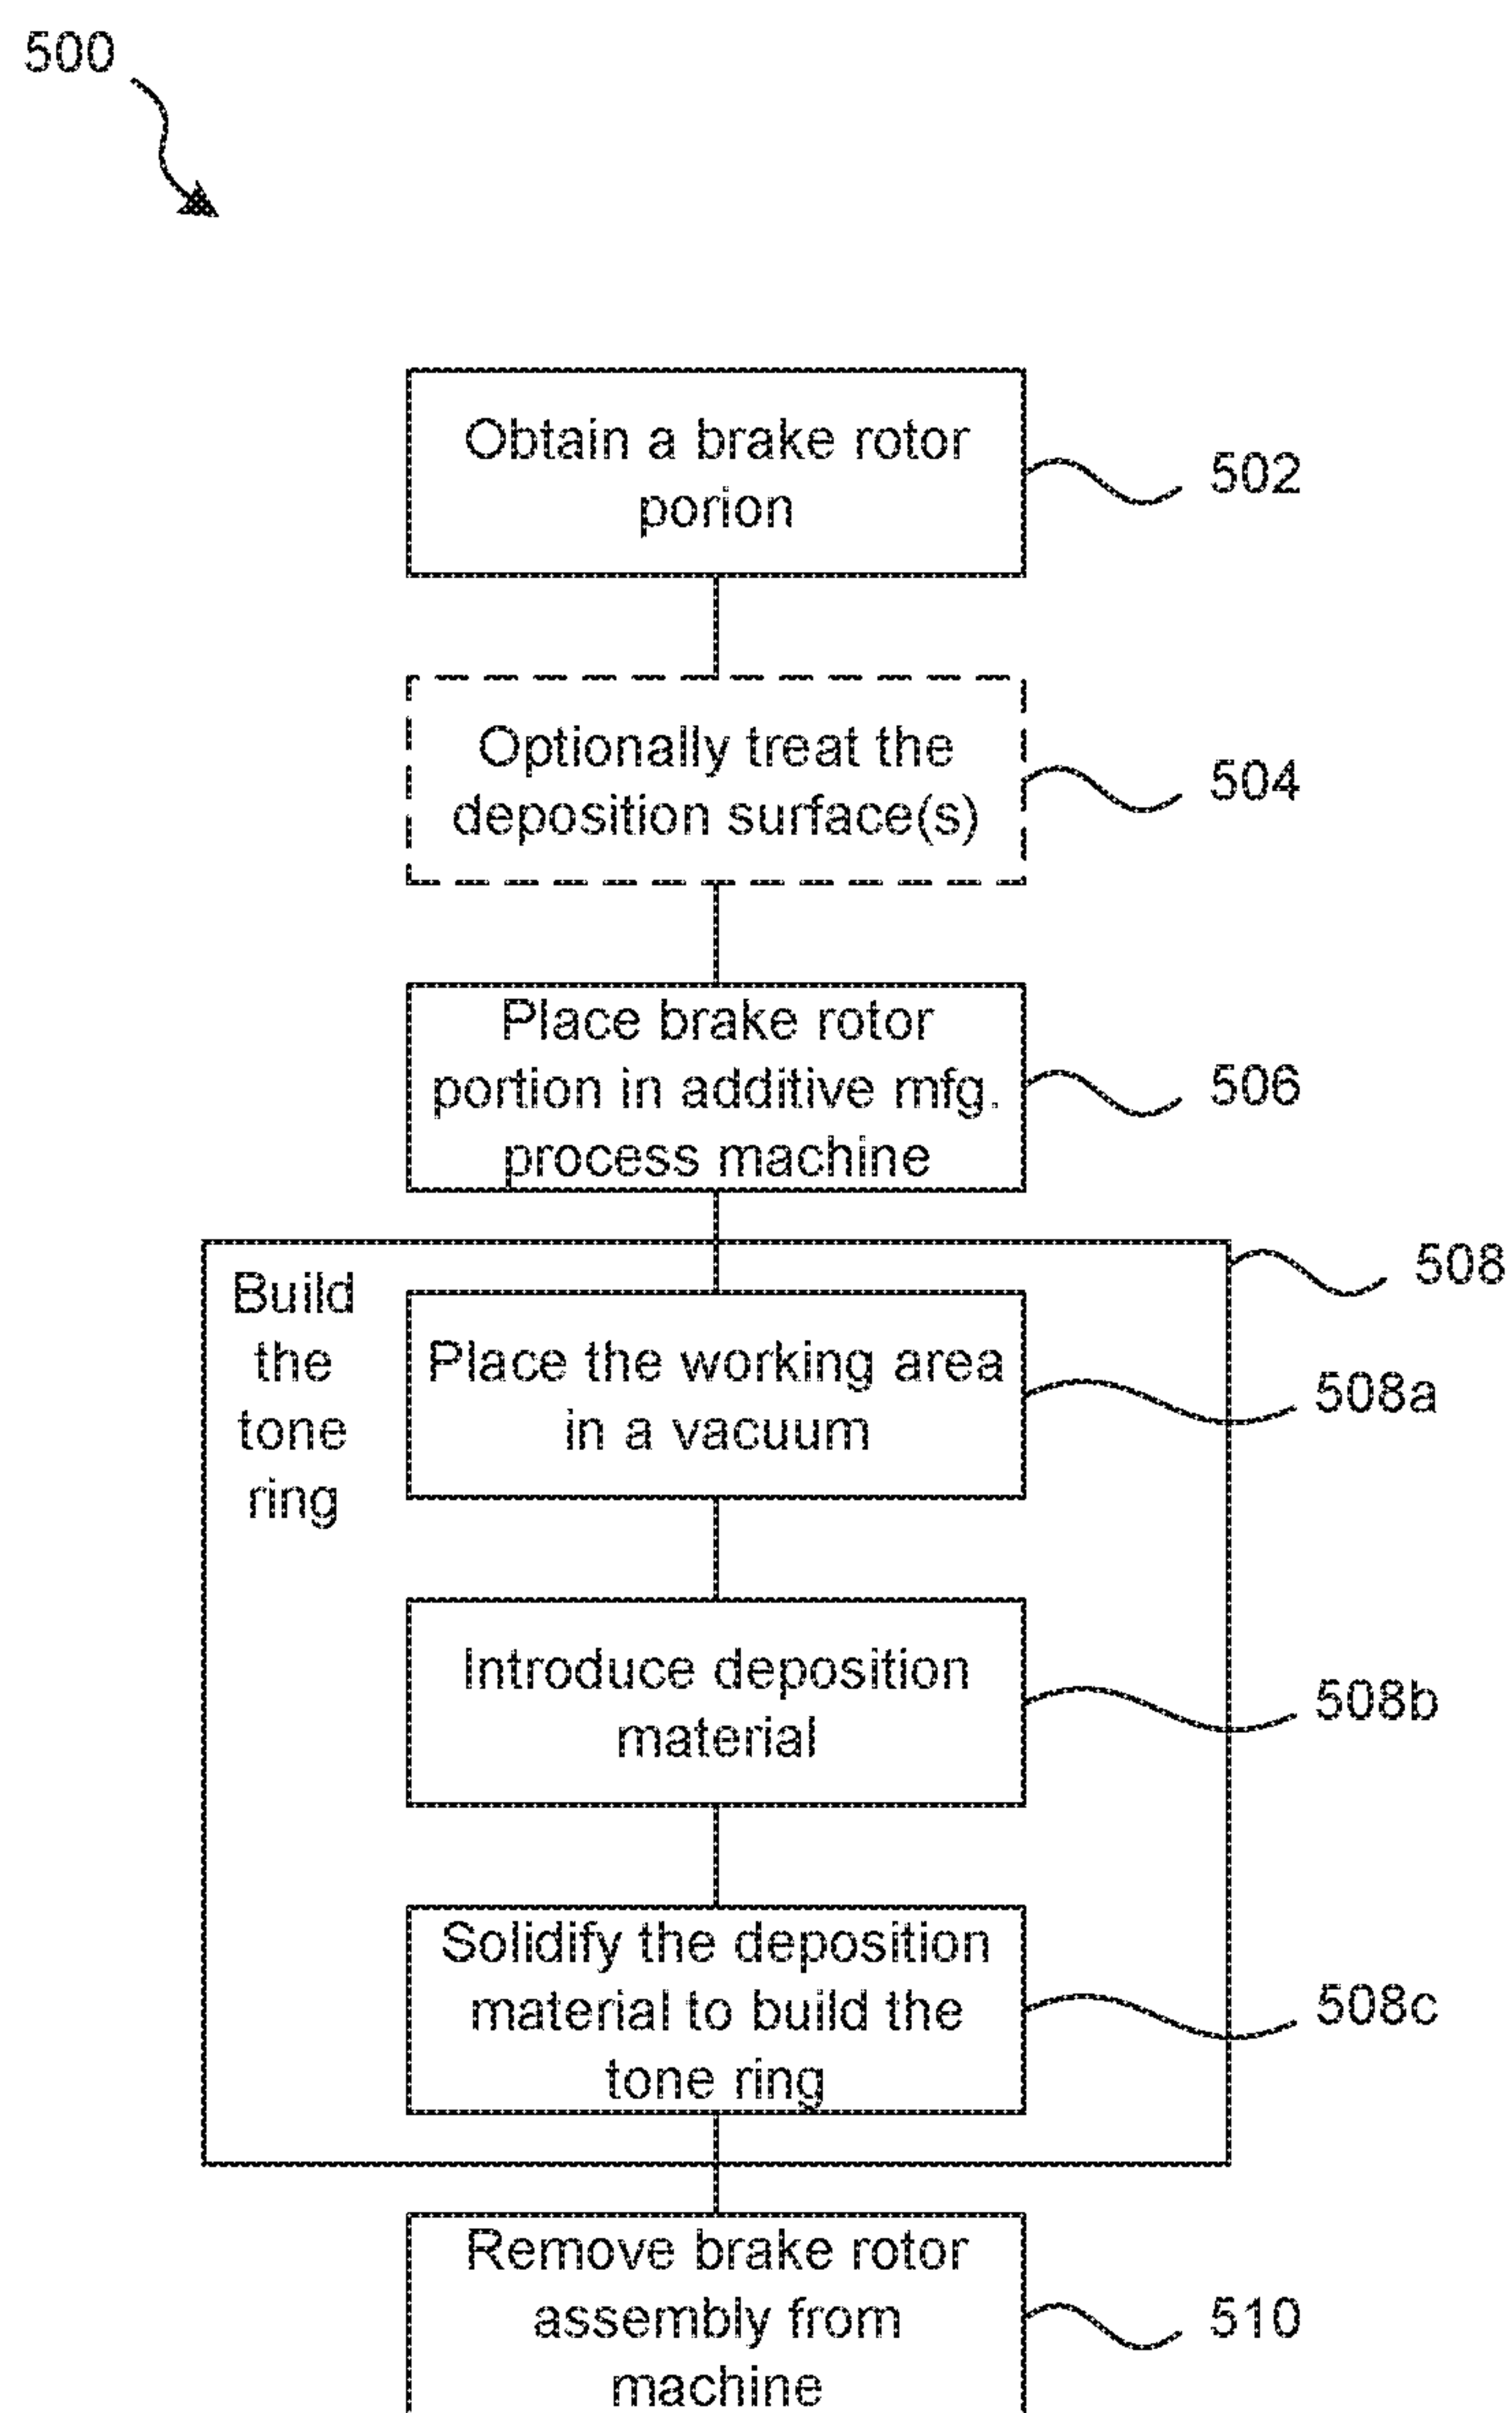 500
Obtain a brake rotor
porion
502
Optionally treat the
deposition surface(s)
504
Place brake rotor
portion in additive mfg.
process machine
506
508
Build
the
tone
ring
Place the working area
in a vacuum
508a
Introduce deposition
material
508b
Solidify the deposition
material to build the
tone ring
508c
Remove brake rotor
assembly from
machine
510